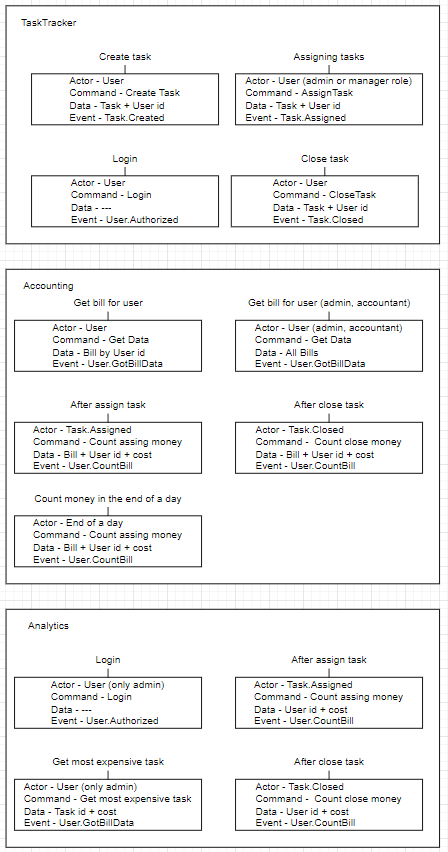 TaskTracker
Create task
Actor - User
Command - Create Task
Data - Task + User id
Event - Task.Created
Assigning tasks
Actor - User (admin or manager role)
Command - AssignTask
Data - Task + User id
Event - Task.Assigned
Login
Actor - User
Command - Login
Data - ---
Event - User.Authorized
Close task
Actor - User
Command - CloseTask
Data - Task + User id
Event - Task.Closed
Accounting
Get bill for user
Actor - User
Command - Get Data
Data - Bill by User id
Event - User.GotBillData
Get bill for user (admin, accountant)
Actor - User (admin, accountant)
Command - Get Data
Data - All Bills
Event - User.GotBillData
After assign task
Actor - Task.Assigned
Command - Count assing money
Data - Bill + User id + cost
Event - User.CountBill
After close task
Actor - Task.Closed
Command -  Count close money
Data - Bill + User id + cost
Event - User.CountBill
Count money in the end of a day
Actor - End of a day
Command - Count assing money
Data - Bill + User id + cost
Event - User.CountBill
Analytics
Login
Actor - User (only admin)
Command - Login
Data - ---
Event - User.Authorized
After assign task
Actor - Task.Assigned
Command - Count assing money
Data - User id + cost
Event - User.CountBill
Get most expensive task
Actor - User (only admin)
Command - Get most expensive task
Data - Task id + cost
Event - User.GotBillData
After close task
Actor - Task.Closed
Command -  Count close money
Data - User id + cost
Event - User.CountBill